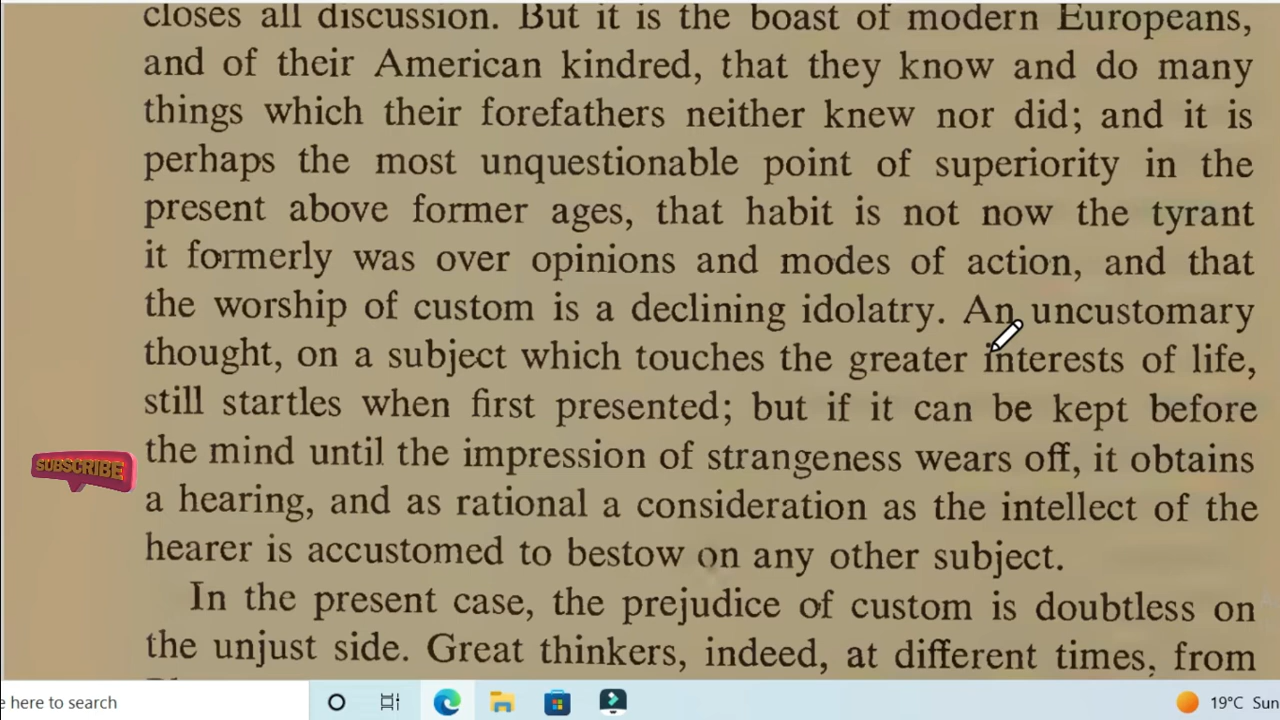 closes all discussion. But it is the boast of modern Europeans,
and of their American kindred, that they know and do many
things which their forefathers neither knew nor did; and it is
perhaps the most unquestionable point of superiority in the
present above former ages, that habit is not now the tyrant
it formerly was over opinions and modes of action, and that
the worship of custom is a declining idolatry. An uncustomary
thought, on a subject which touches the greater interests of life,
still startles when first presented; but if it can be kept before
the mind until the impression of strangeness wears off, it obtains
SUBSCRIBE
a hearing, and as rational a consideration as the intellect of the
hearer is accustomed to bestow on any other subject.
In the present case, the prejudice of custom is doubtless on
the unjust side. Great thinkers, indeed, at different times, from
e here to search
19°C Sun